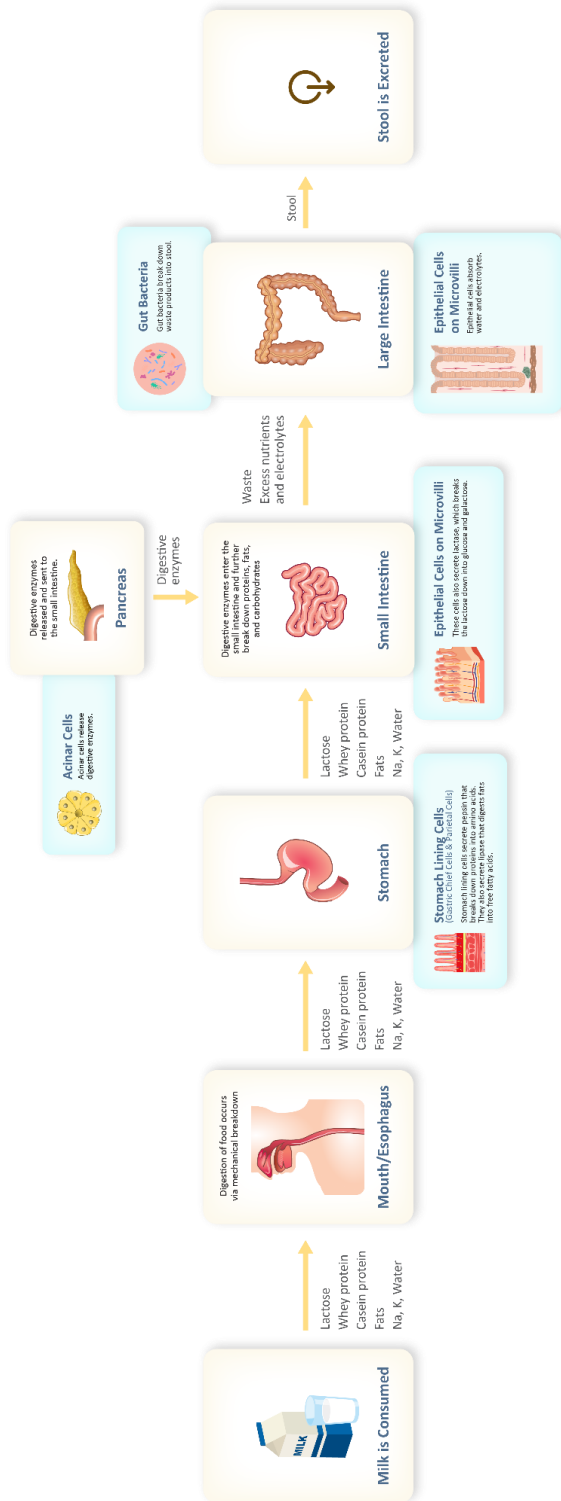 MILK
Milk is Consumed
Lactose
Whey protein
Casein protein
Fats
Na, K, Water
Digestion of food occurs
via mechanical breakdown
Mouth/Esophagus
Lactose
Whey protein
Casein protein
Fats
Na, K, Water
Stomach
Stomach Lining Cells
(Gastric Chief Cells & Parietal Cells)
Stomach lining cells secrete pepsin that
breaks down proteins into amino acids.
They also secrete lipase that digests fats
into free fatty acids.
Lactose
Whey protein
Casein protein
Fats
Na, K, Water
Acinar Cells
Acinar cells release
digestive enzymes.
Digestive enzymes
released and sent to
the small intestine.
Pancreas
Digestive
enzymes
Digestive enzymes enter the
small intestine and further
break down proteins, fats,
and carbohydrates
Small Intestine
Epithelial Cells on Microvilli
These cells also secrete lactase, which breaks
the lactose down into glucose and galactose.
Waste
Excess nutrients
and electrolytes
Gut Bacteria
Gut bacteria break down
waste products into stool.
Large Intestine
Epithelial Cells
on Microvilli
Epithelial cells absorb
water and electrolytes.
Stool
Stool is Excreted